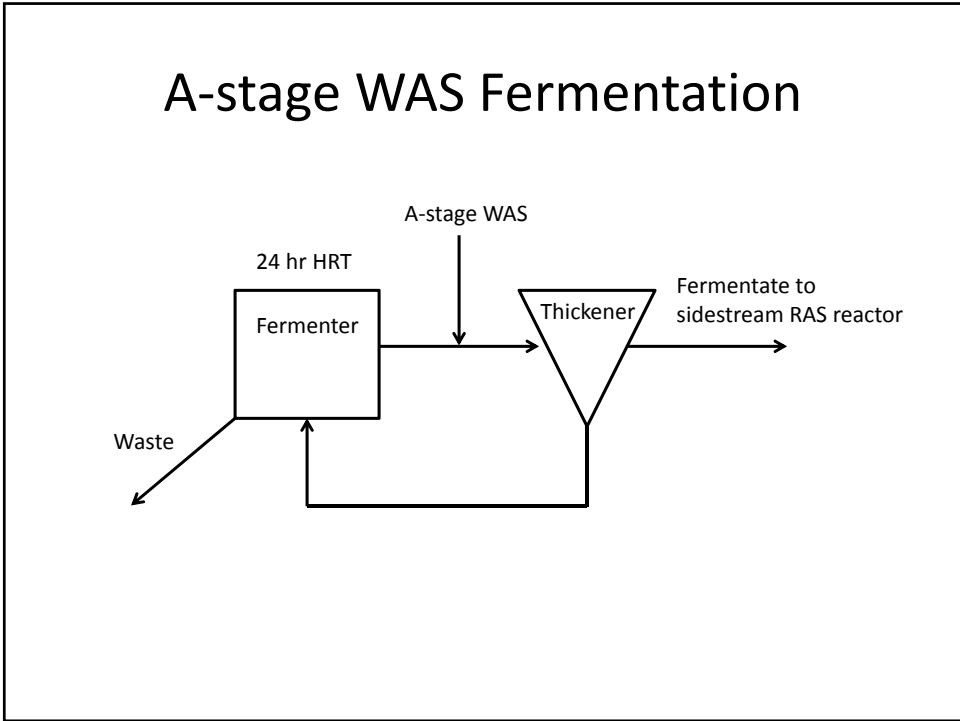 A-stage WAS Fermentation
A-stage WAS
24 hr HRT
Fermenter
Thickener
Fermentate to
sidestream RAS reactor
Waste